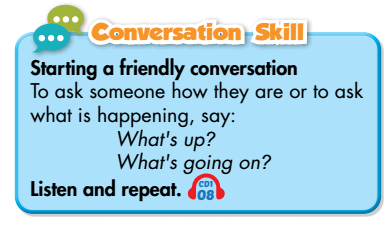 Conversation Skill
Starting a friendly conversation
To ask someone how they are or to ask
what is happening, say:
What's up?
What's going on?
Listen and repeat. CD1
08